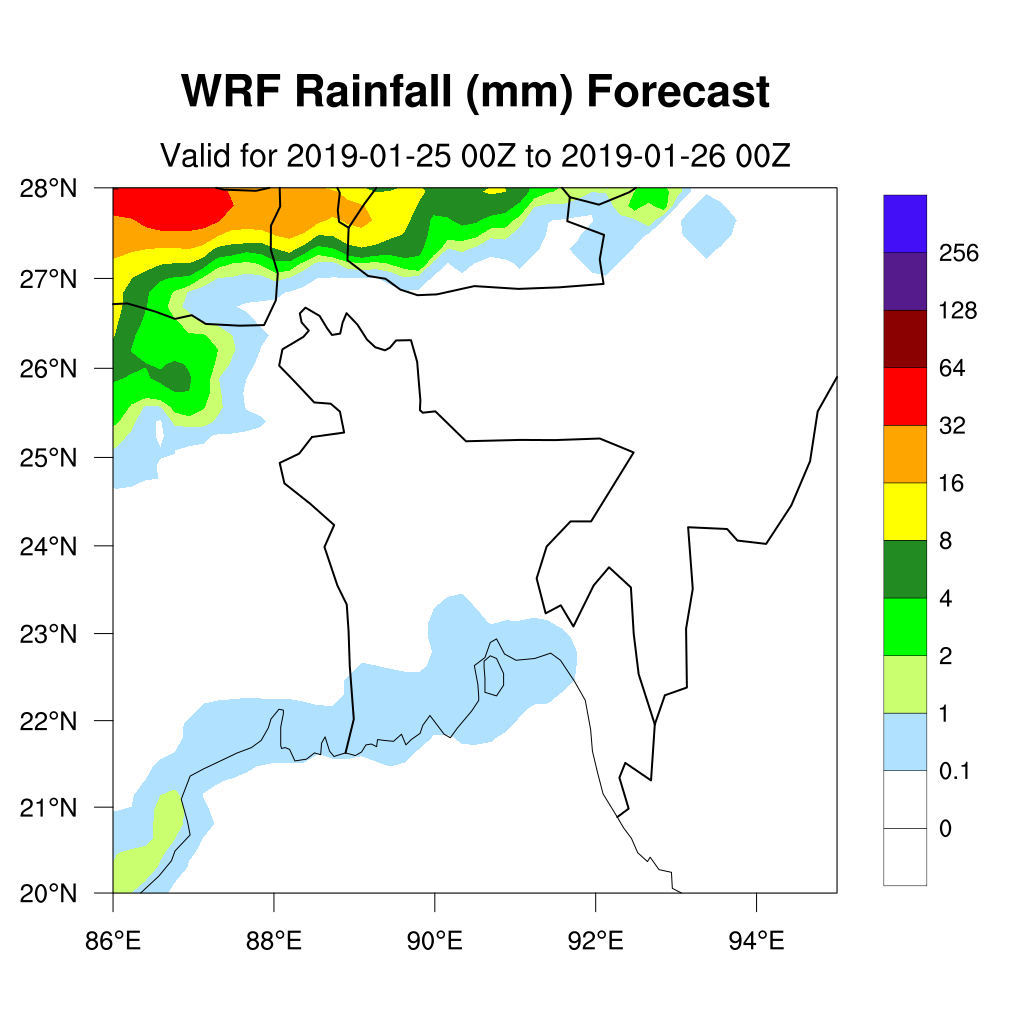 WRF Rainfall (mm) Forecast
Valid for 2019-01-25 00Z to 2019-01-26 00Z
28°N
27°N
26°N
25°N
24°N
23°N
22°N
21°N
20°N
86°E 88°E 90°E 92°E 94°E
256
128
64
32
16
8
4
2
1
0.1
0